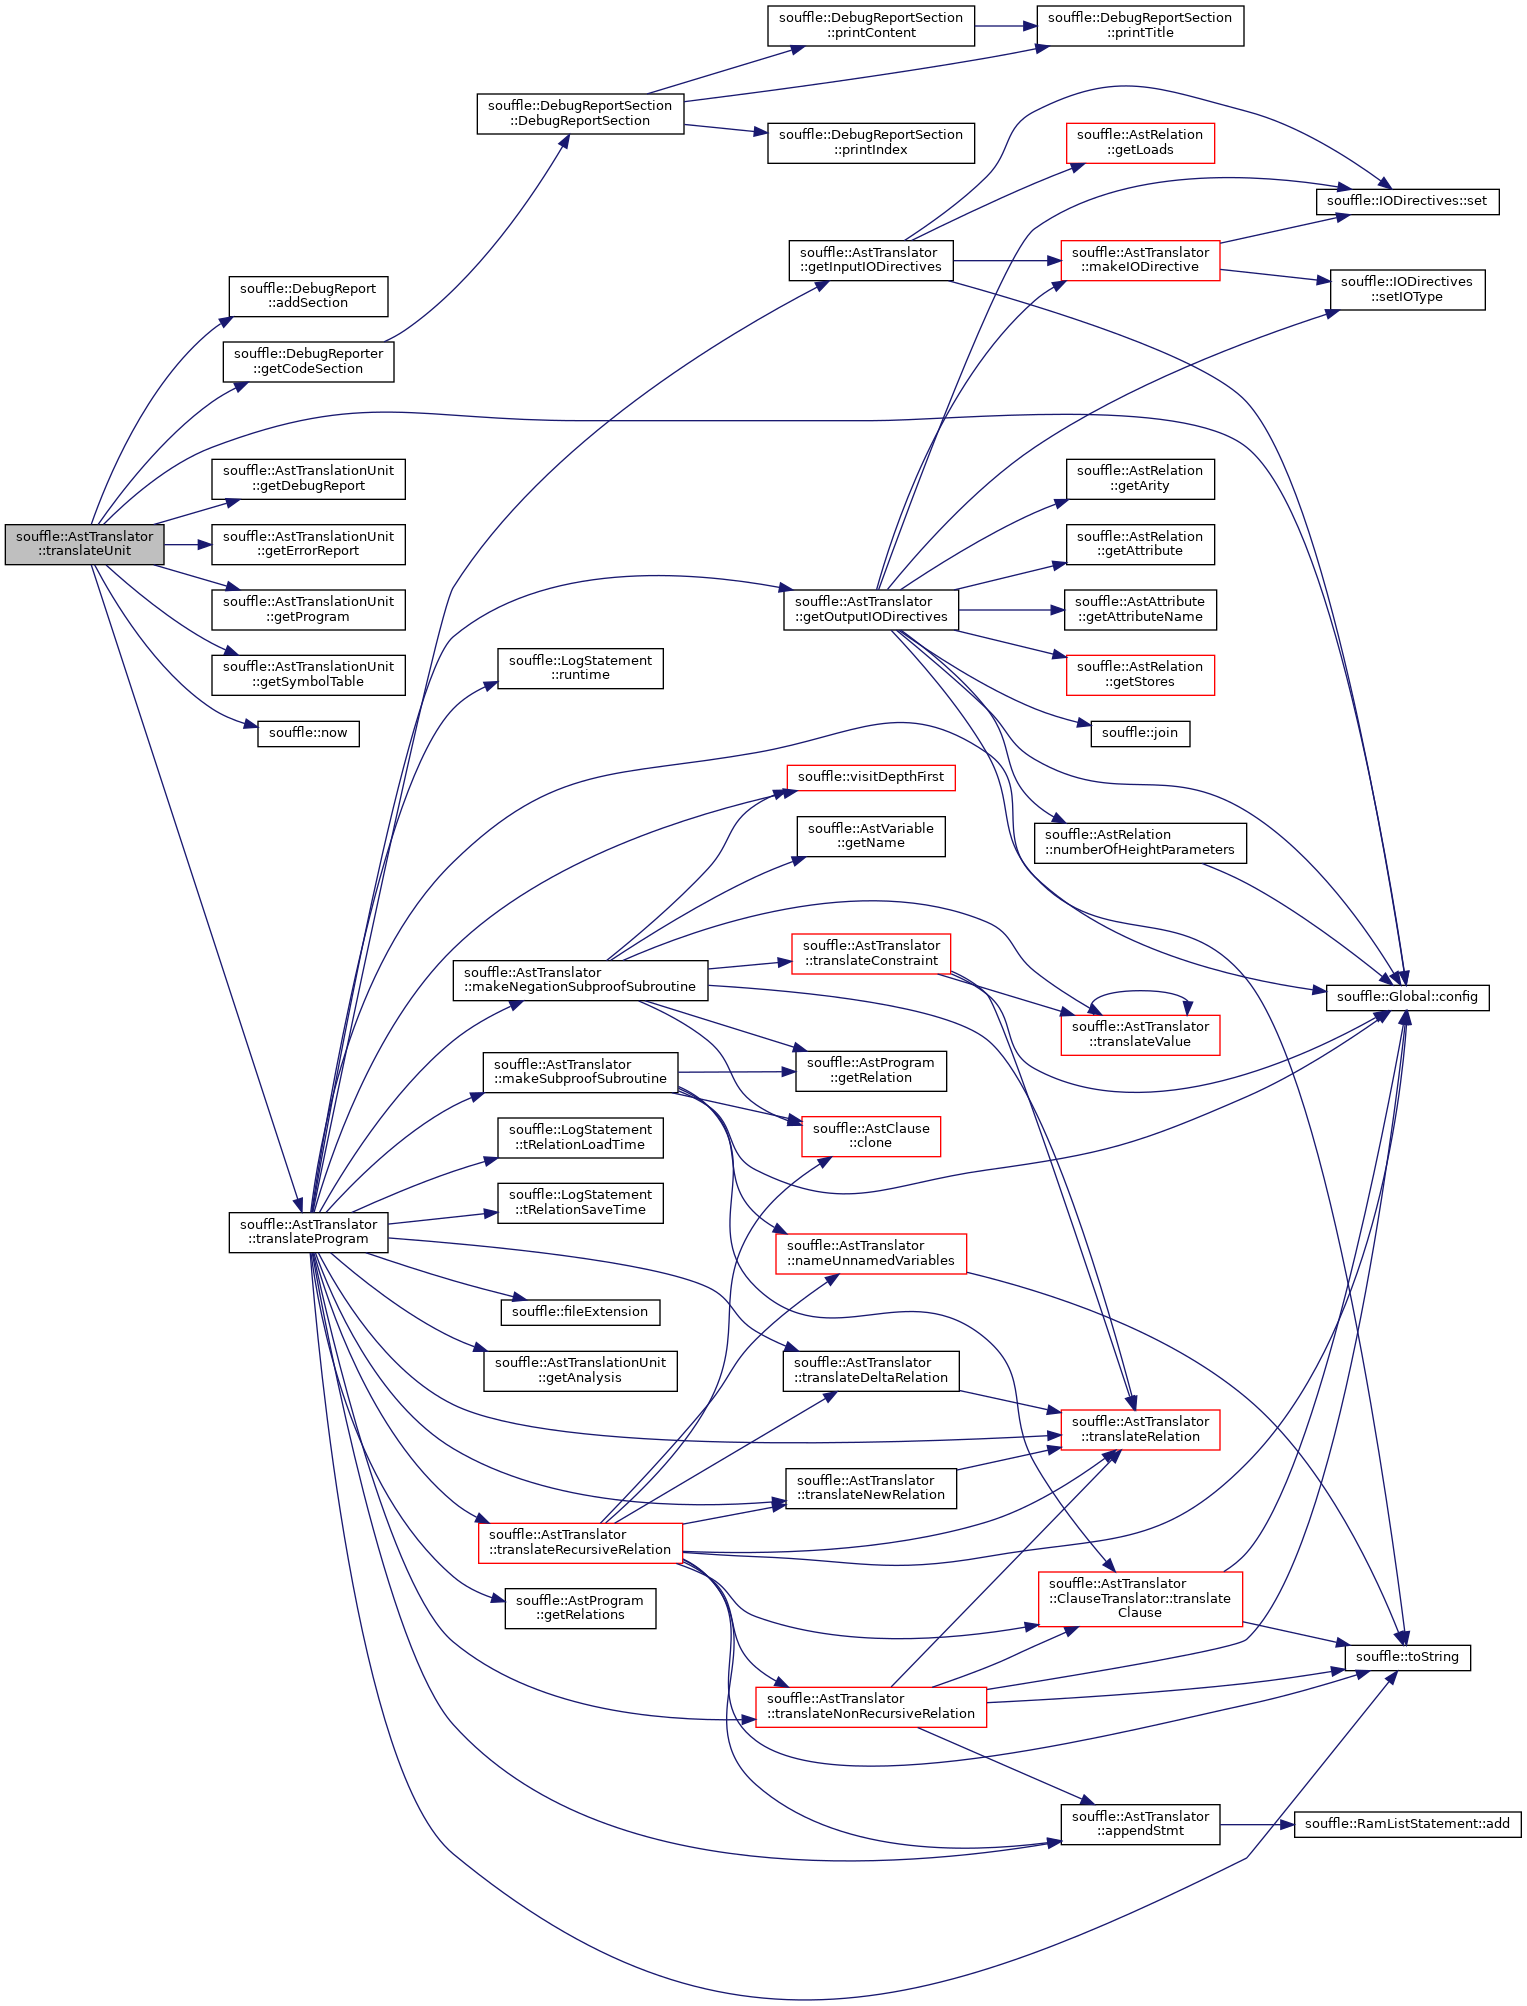 souffle::DebugReportSection
::printContent
souffle::DebugReportSection
::printTitle
souffle::DebugReportSection
::DebugReportSection
souffle::DebugReportSection
::printIndex
souffle::AstRelation
::getLoads
souffle::IODirectives::set
souffle::AstTranslator
::getInputIODirectives
souffle::AstTranslator
::makeIODirective
souffle::IODirectives
::setIOType
souffle::DebugReport
::addSection
souffle::DebugReporter
::getCodeSection
souffle::AstTranslationUnit
::getDebugReport
souffle::AstRelation
::getArity
souffle::AstTranslator
::translateUnit
souffle::AstTranslationUnit
::getErrorReport
souffle::AstRelation
::getAttribute
souffle::AstTranslationUnit
::getProgram
souffle::AstTranslator
::getOutputIODirectives
souffle::AstAttribute
::getAttributeName
souffle::AstTranslationUnit
::getSymbolTable
souffle::LogStatement
::runtime
souffle::AstRelation
::getStores
souffle::now
souffle::join
souffle::visitDepthFirst
souffle::AstVariable
::getName
souffle::AstRelation
::numberOfHeightParameters
souffle::AstTranslator
::makeNegationSubproofSubroutine
souffle::AstTranslator
::translateConstraint
souffle::Global::config
souffle::AstTranslator
::translateValue
souffle::AstTranslator
::makeSubproofSubroutine
souffle::AstProgram
::getRelation
souffle::LogStatement
::tRelationLoadTime
souffle::AstClause
::clone
souffle::LogStatement
::tRelationSaveTime
souffle::AstTranslator
::translateProgram
souffle::AstTranslator
::nameUnnamedVariables
souffle::fileExtension
souffle::AstTranslationUnit
::getAnalysis
souffle::AstTranslator
::translateDeltaRelation
souffle::AstTranslator
::translateRelation
souffle::AstTranslator
::translateNewRelation
souffle::AstTranslator
::translateRecursiveRelation
souffle::AstProgram
::getRelations
souffle::AstTranslator
::ClauseTranslator::translate
Clause
souffle::toString
souffle::AstTranslator
::translateNonRecursiveRelation
souffle::AstTranslator
::appendStmt
souffle::RamListStatement::add